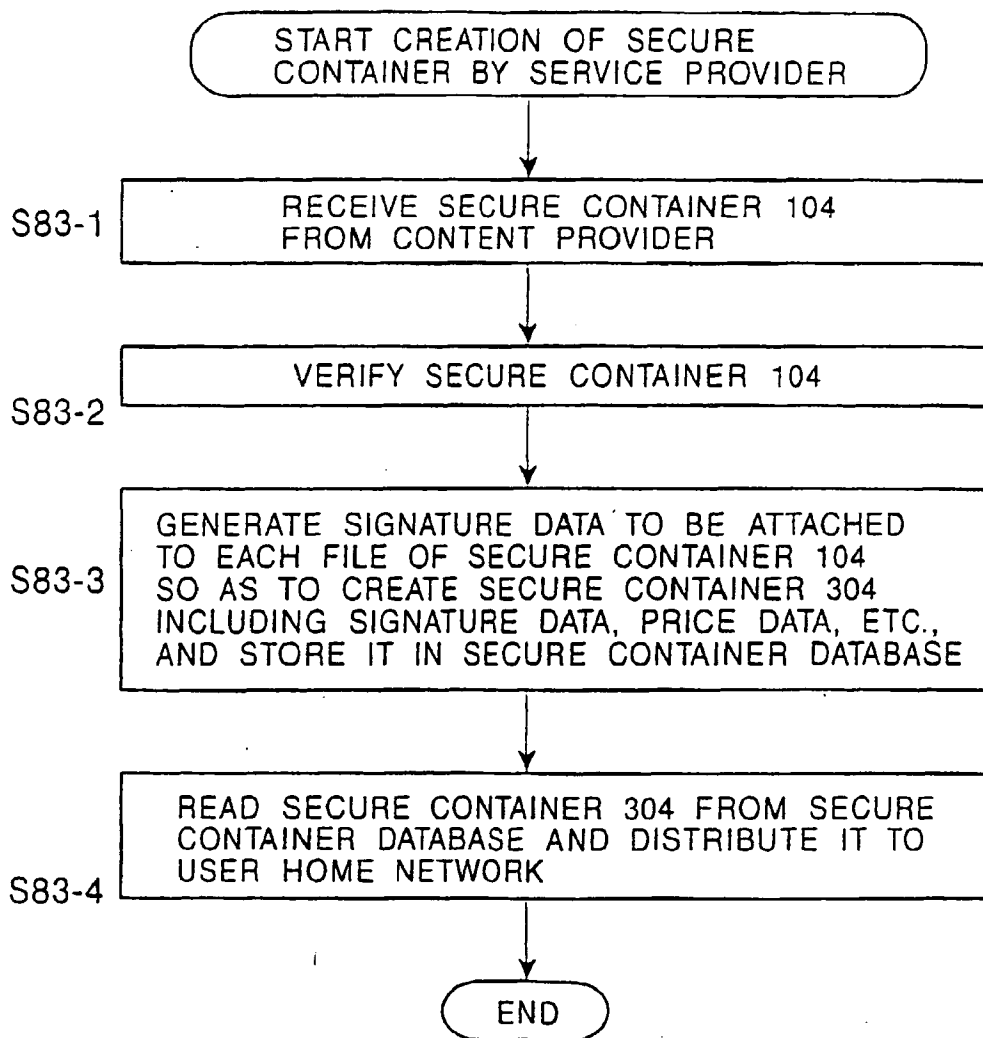 START CREATION OF SECURE
CONTAINER BY SERVICE PROVIDER
S83-1
RECEIVE SECURE CONTAINER 104
FROM CONTENT PROVIDER
VERIFY SECURE CONTAINER 104
S83-2
GENERATE SIGNATURE DATA TO BE ATTACHED
TO EACH FILE OF SECURE CONTAINER 104
S83-3
SO AS TO CREATE SECURE CONTAINER 304
INCLUDING SIGNATURE DATA, PRICE DATA, ETC.,
AND STORE IT IN SECURE CONTAINER DATABASE
READ SECURE CONTAINER 304 FROM SECURE
CONTAINER DATABASE AND DISTRIBUTE IT TO
USER HOME NETWORK
S83-4
END